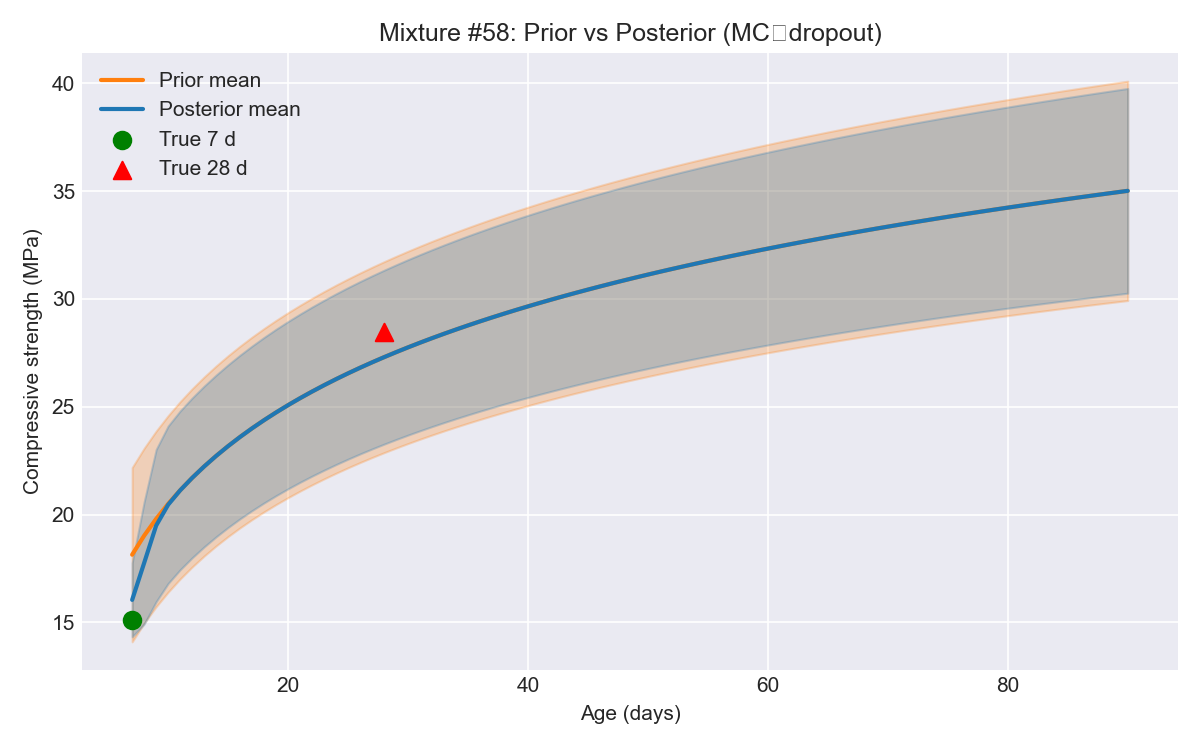 Mixture #58: Prior vs Posterior (MC□dropout)
Prior mean
Posterior mean
True 7 d
True 28 d
40
35
30
25
20
15
Compressive strength (MPa)
20 40 60 80
Age (days)